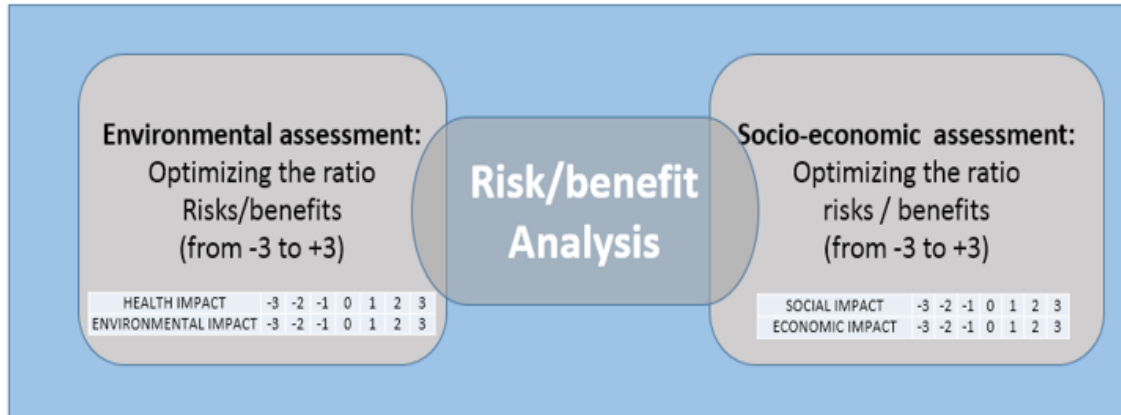 Environmental assessment:
Optimizing the ratio
Risks/benefits
(from -3 to +3)
HEALTH IMPACT -3 -2 -1 0 1 2 3
ENVIRONMENTAL IMPACT -3 -2 -1 0 1 2 3
Risk/benefit
Analysis
Socio-economic assessment:
Optimizing the ratio
risks / benefits
(from -3 to +3)
SOCIAL IMPACT -3 -2 -1 0 1 2 3
ECONOMIC IMPACT -3 -2 -1 0 1 2 3